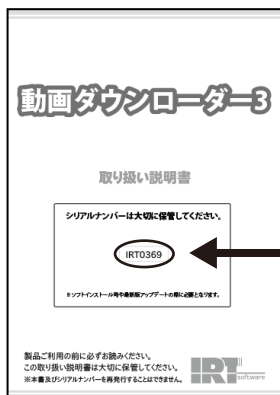 動画ダウンローダー3
取り扱い説明書
シリアルナンバーは大切に保管してください。
IRT0369
※ソフトインストール時や最新版アップデートの際に必要となります。
製品ご利用の前に必ずお読みください。
この取り扱い説明書は大切に保管してください。
※本書及びシリアルナンバーを再発行することはできません。
IRT software